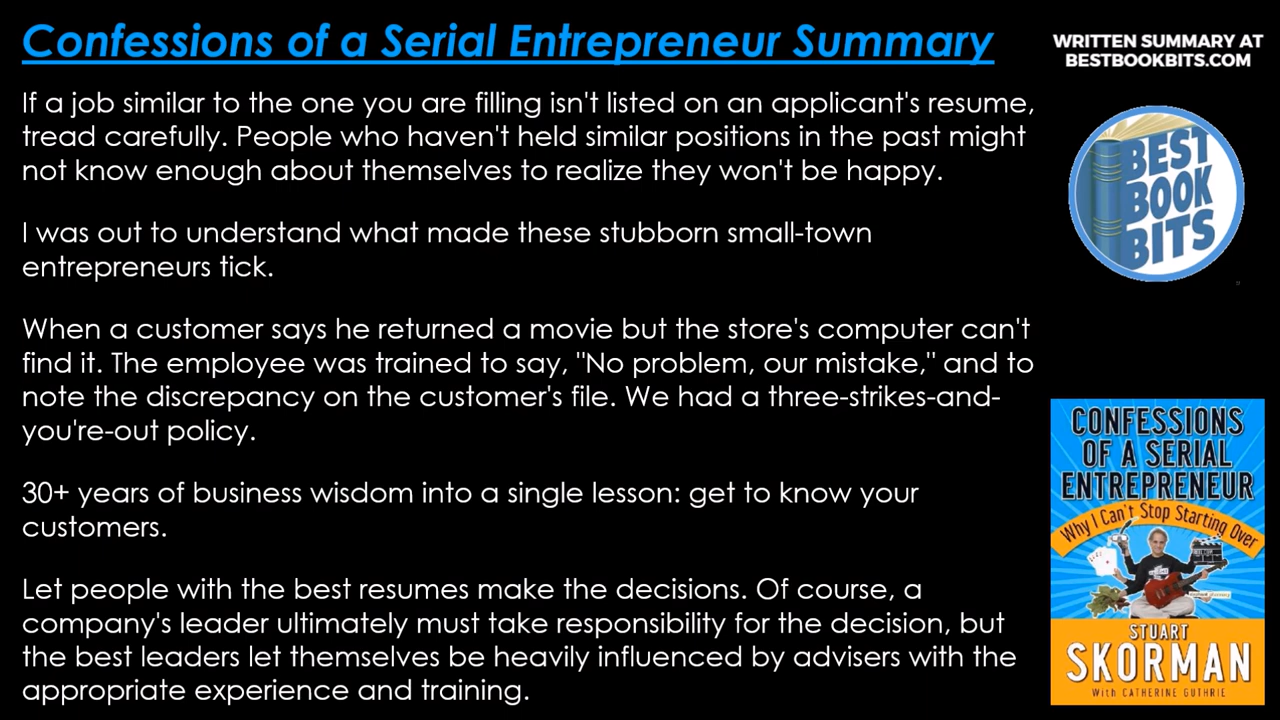 Confessions of a Serial Entrepreneur Summary
WRITTEN SUMMARY AT
BESTBOOKBITS.COM
If a job similar to the one you are filling isn't listed on an applicant's resume,
tread carefully. People who haven't held similar positions in the past might
not know enough about themselves to realize they won't be happy.
I was out to understand what made these stubborn small-town
entrepreneurs tick.
When a customer says he returned a movie but the store's computer can't
find it. The employee was trained to say, "No problem, our mistake," and to
note the discrepancy on the customer's file. We had a three-strikes-and-
you're-out policy.
30+ years of business wisdom into a single lesson: get to know your
customers.
Let people with the best resumes make the decisions. Of course, a
company's leader ultimately must take responsibility for the decision, but
the best leaders let themselves be heavily influenced by advisers with the
appropriate experience and training.
BEST
BOOK
BITS
CONFESSIONS
OF A SERIAL
ENTREPRENEUR
Why I Can't Stop Starting Over
STUART
SKORMAN
With CATHERINE GUTHRIE